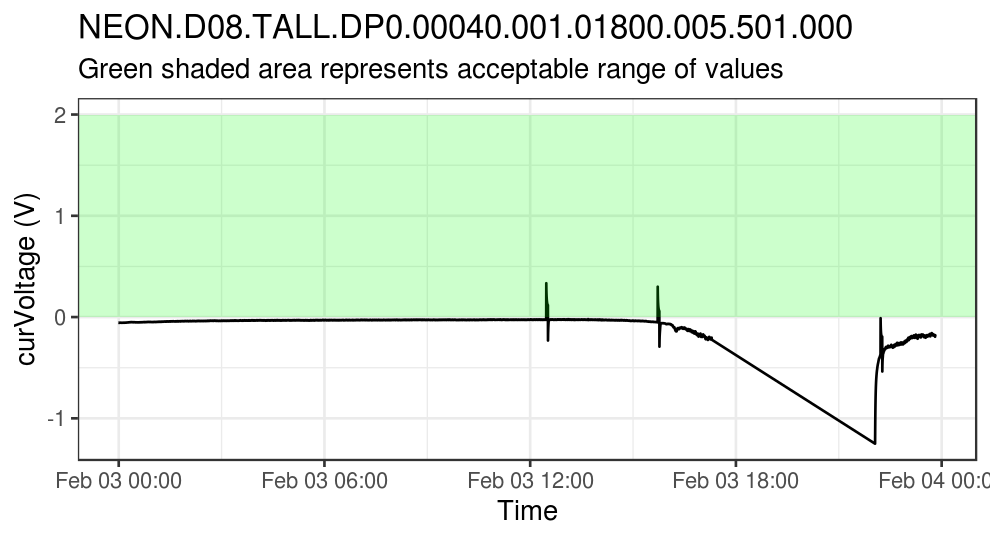 NEON.D08.TALL.DP0.00040.001.01800.005.501.000
Green shaded area represents acceptable range of values
curVoltage (V)
2
1
0
-1
Feb 03 00:00 Feb 03 06:00 Feb 03 12:00 Feb 03 18:00 Feb 04 00:0
Time